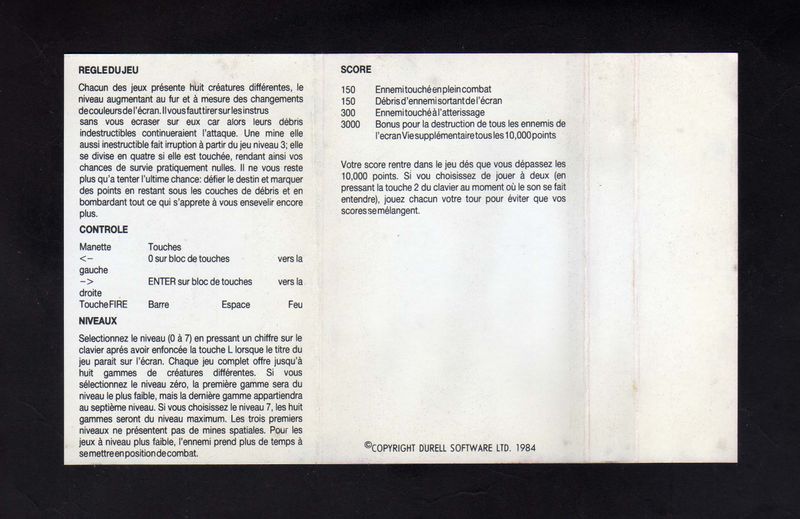 REGLE DU JEU
Chacun des jeux présente huit créatures différentes, le
niveau augmentant au fur et à mesure des changements
de couleurs de l'écran. Il vous faut tirer sur les instrus
sans vous ecraser sur eux car alors leurs débris
indestructibles continueraient l'attaque. Une mine elle
aussi inestructible fait irruption à partir du jeu niveau 3; elle
se divise en quatre si elle est touchée, rendant ainsi vos
chances de survie pratiquement nulles. Il ne vous reste
plus qu'a tenter l'ultime chance: défier le destin et marquer
des points en restant sous les couches de débris et en
bombardant tout ce qui s'apprete à vous ensevelir encore
plus.
CONTROLE
Manette Touches
<- 0 sur bloc de touches vers la
gauche
-> ENTER sur bloc de touches vers la
droite
Touche FIRE Barre Espace Feu
NIVEAUX
Selectionnez le niveau (0 à 7) en pressant un chiffre sur le
clavier aprés avoir enfoncée la touche L lorsque le titre du
jeu parait sur l'écran. Chaque jeu complet offre jusqu'à
huit gammes de créatures différentes. Si vous
sélectionnez le niveau zéro, la première gamme sera du
niveau le plus faible, mais la dernière gamme appartiendra
au septième niveau. Si vous choisissez le niveau 7, les huit
gammes seront du niveau maximum. Les trois premiers
niveaux ne présentent pas de mines spatiales. Pour les
jeux à niveau plus faible, l'ennemi prend plus de temps à
se mettre en position de combat.
SCORE
150 Ennemi touché en plein combat
150 Débris d'ennemi sortant de l'écran
300 Ennemi touché à l'atterissage
3000 Bonus pour la destruction de tous les ennemis de
l'ecran Vie supplémentaire tous les 10,000 points
Votre score rentre dans le jeu dés que vous dépassez les
10,000 points. Si vou choisissez de jouer à deux (en
pressant la touche 2 du clavier au moment où le son se fait
entendre), jouez chacun votre tour pour éviter que vos
scores se mélangent.
©COPYRIGHT DURELL SOFTWARE LTD. 1984